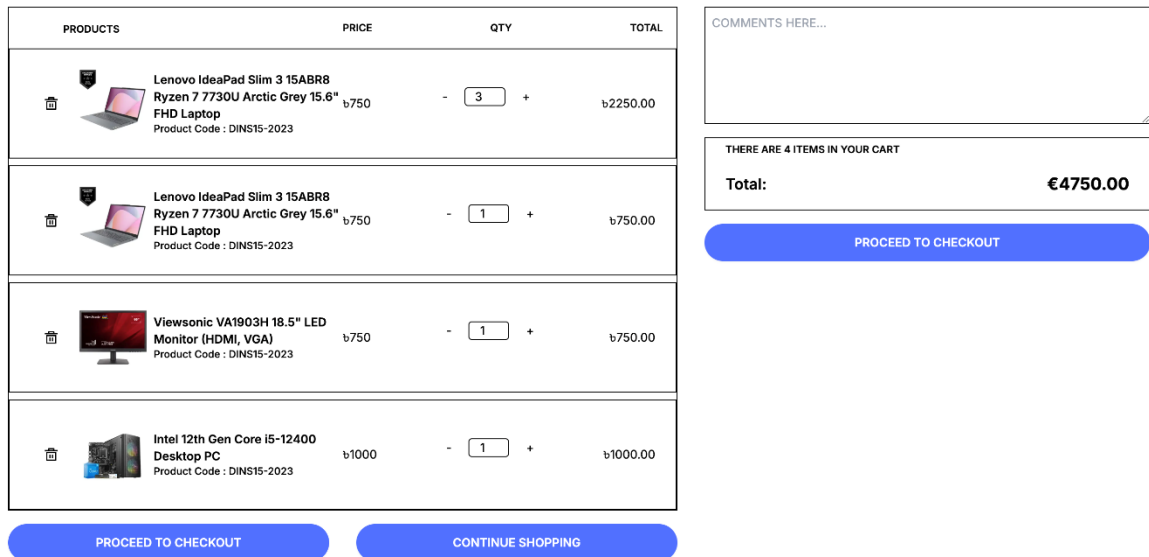 PRODUCTS PRICE QTY TOTAL
Lenovo IdeaPad Slim 3 15ABR8
Ryzen 7 7730U Arctic Grey 15.6"
FHD Laptop
Product Code : DINS15-2023
৳750 - 3 + ৳2250.00
Lenovo IdeaPad Slim 3 15ABR8
Ryzen 7 7730U Arctic Grey 15.6"
FHD Laptop
Product Code : DINS15-2023
৳750 - 1 + ৳750.00
Viewsonic VA1903H 18.5" LED
Monitor (HDMI, VGA)
Product Code : DINS15-2023
৳750 - 1 + ৳750.00
Intel 12th Gen Core i5-12400
Desktop PC
Product Code : DINS15-2023
৳1000 - 1 + ৳1000.00
PROCEED TO CHECKOUT
CONTINUE SHOPPING
COMMENTS HERE...
THERE ARE 4 ITEMS IN YOUR CART
Total: €4750.00
PROCEED TO CHECKOUT